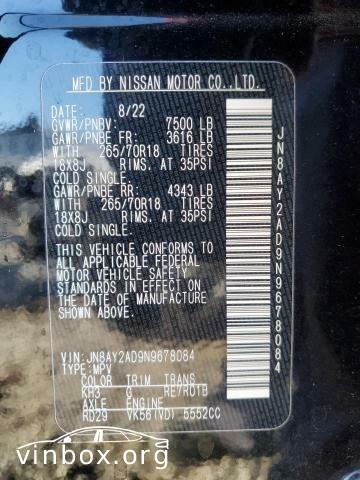 MFD BY NISSAN MOTOR CO.,LTD.
DATE: 8/22
GVWR/PNBV: 7500 LB
GAWR/PNBE FR: 3616 LB
WITH 265/70R18 TIRES
18X8J RIMS, AT 35PSI
COLD SINGLE.
GAWR/PNBE RR: 4343 LB
WITH 265/70R18 TIRES
18X8J RIMS, AT 35PSI
COLD SINGLE.
THIS VEHICLE CONFORMS TO
ALL APPLICABLE FEDERAL
MOTOR VEHICLE SAFETY
STANDARDS IN EFFECT ON
THE DATE OF MANUFACTURE
SHOWN ABOVE.
VIN: JN8AY2AD9N9678084
TYPE: MPV
COLOR TRIM TRANS
KH3 G RE7R01B
AXLE ENGINE
RD29 VK56(VD) 5552CC
JN8AY2AD9N9678084
vinbox.org